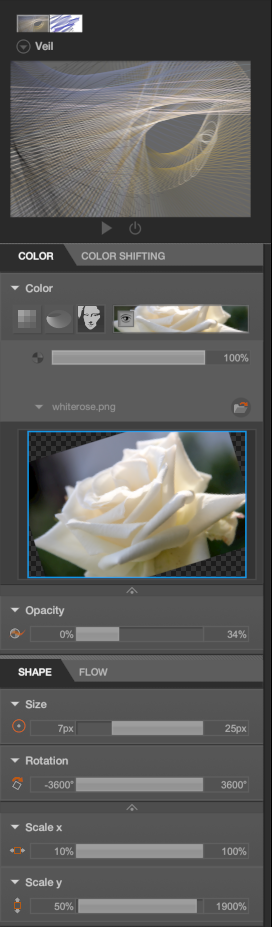 Veil
COLOR COLOR SHIFTING
Color
100%
whiterose.png
Opacity
0% 34%
SHAPE FLOW
Size
7px 25px
Rotation
-3600° 3600°
Scale x
10% 100%
Scale y
50% 1900%